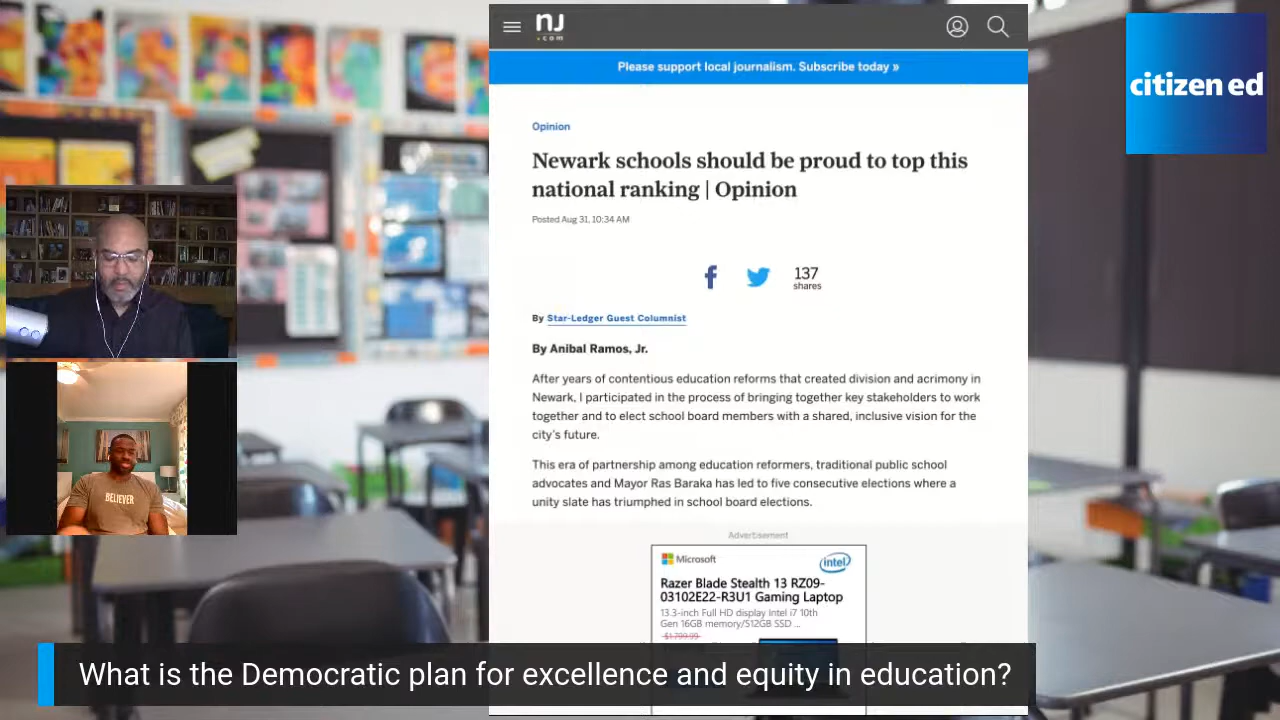 nj
.com
Please support local journalism. Subscribe today »
citizen ed
Opinion
Newark schools should be proud to top this
national ranking | Opinion
Posted Aug 31, 10:34 AM
f
137
shares
By Star-Ledger Guest Columnist
By Anibal Ramos, Jr.
After years of contentious education reforms that created division and acrimony in
Newark, I participated in the process of bringing together key stakeholders to work
together and to elect school board members with a shared, inclusive vision for the
city's future.
This era of partnership among education reformers, traditional public school
advocates and Mayor Ras Baraka has led to five consecutive elections where a
unity slate has triumphed in school board elections.
BELIEVER
Advertisement
Microsoft
intel
Razer Blade Stealth 13 RZ09-
03102E22-R3U1 Gaming Laptop
13.3-inch Full HD display Intel i7 10th
Gen 16GB memory/512GB SSD ...
$1,799.99
What is the Democratic plan for excellence and equity in education?